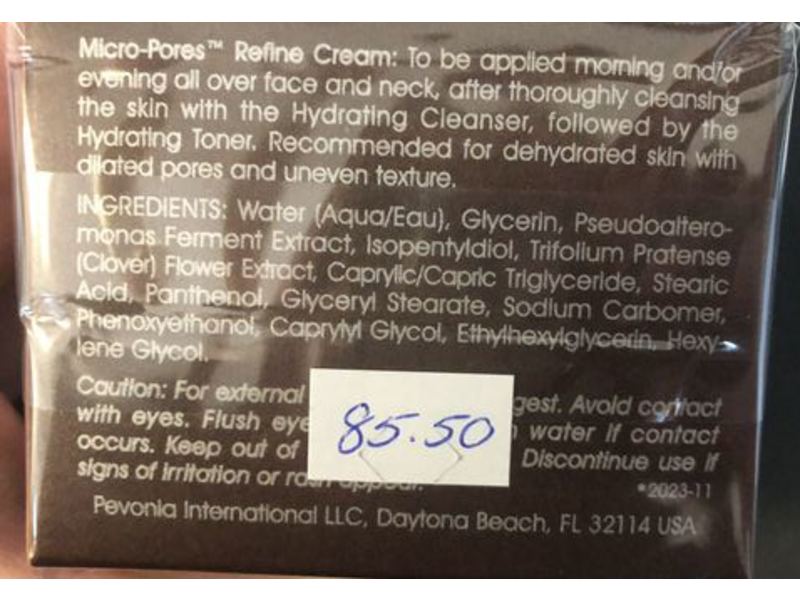 Micro-Pores™ Refine Cream: To be applied morning and/or
evening all over face and neck, after thoroughly cleansing
the skin with the Hydrating Cleanser, followed by the
Hydrating Toner. Recommended for dehydrated skin with
dilated pores and uneven texture.
INGREDIENTS: Water (Aqua/Eau), Glycerin, Pseudoaltero-
monas Ferment Extract, Isopentyldiol, Trifolium Pratense
(Clover) Flower Extract, Caprylic/Capric Triglyceride, Stearic
Acid, Panthenol, Glyceryl Stearate, Sodium Carbomer,
Phenoxyethanol, Caprylyl Glycol, Ethylhexylglycerin, Hexy-
lene Glycol.
Caution: For external gest. Avoid contact
with eyes. Flush eye water if contact
occurs. Keep out of Discontinue use if
signs of irritation or appear.
85.50
*2023-11
Pevonia International LLC, Daytona Beach, FL 32114 USA